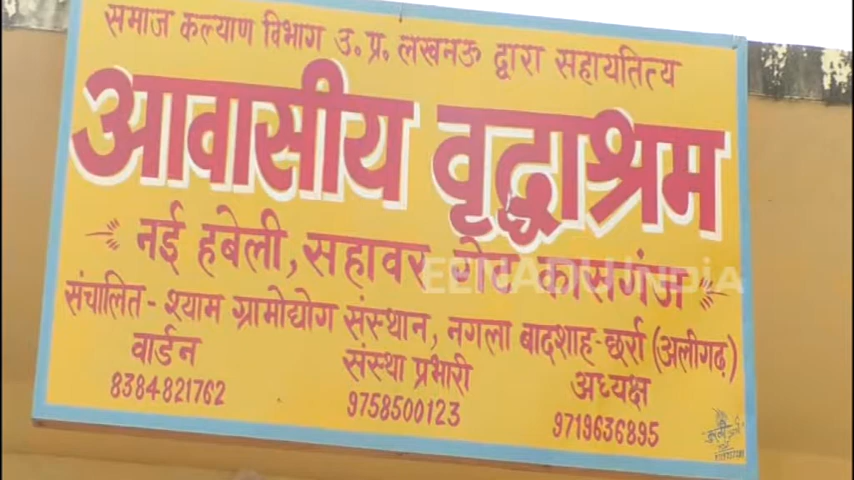 समाज कल्याण विभाग उ.प्र. लखनऊ द्वारा सहायतित्य
आवासीय वृद्धाश्रम
नई हबेली, सहावर गेट कासगंज
संचालित - श्याम ग्रामोद्योग संस्थान, नगला बादशाह-छर्रा (अलीगढ़)
वार्डन संस्था प्रभारी अध्यक्ष
8384821762 9758500123 9719636895